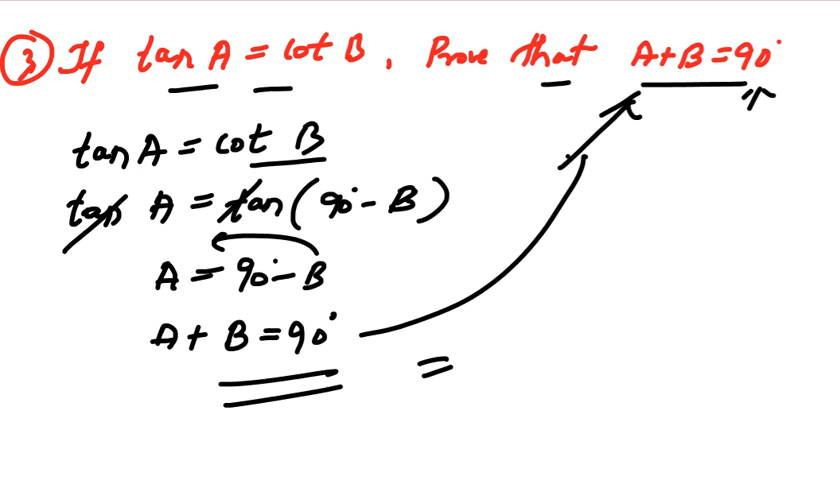 ③ If tan A = cot B, Prove that A+B=90°
tan A = cot B
tan A = tan(90°-B)
A = 90°-B
A + B = 90°
=